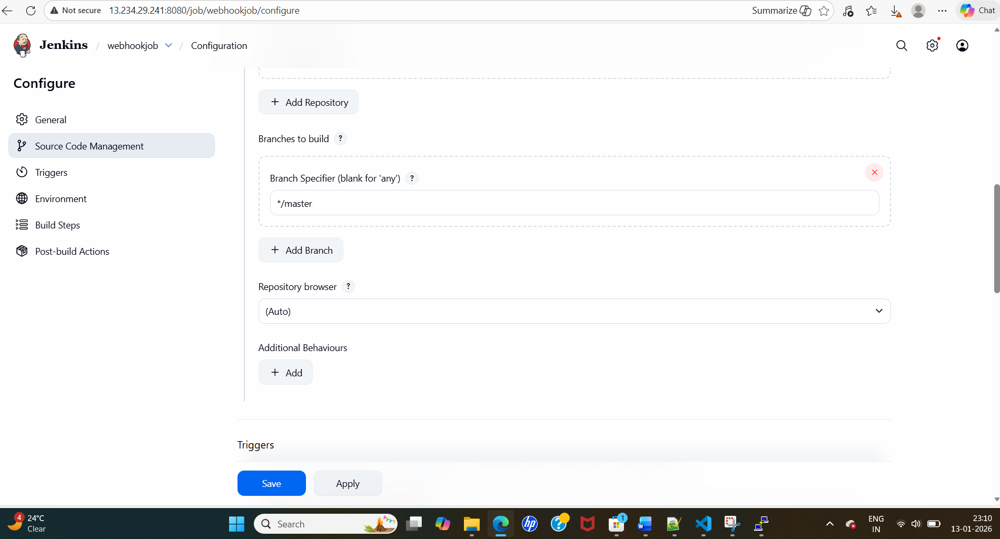 Not secure 13.234.29.241:8080/job/webhookjob/configure Summarize Chat
Jenkins / webhookjob / Configuration
Configure
General
Source Code Management
Triggers
Environment
Build Steps
Post-build Actions
+ Add Repository
Branches to build ?
Branch Specifier (blank for 'any') ?
*/master
+ Add Branch
Repository browser ?
(Auto)
Additional Behaviours
+ Add
Triggers
Save Apply
4 24°C
Clear
Search
hp
?
1
W
ENG
IN
23:10
13-01-2026